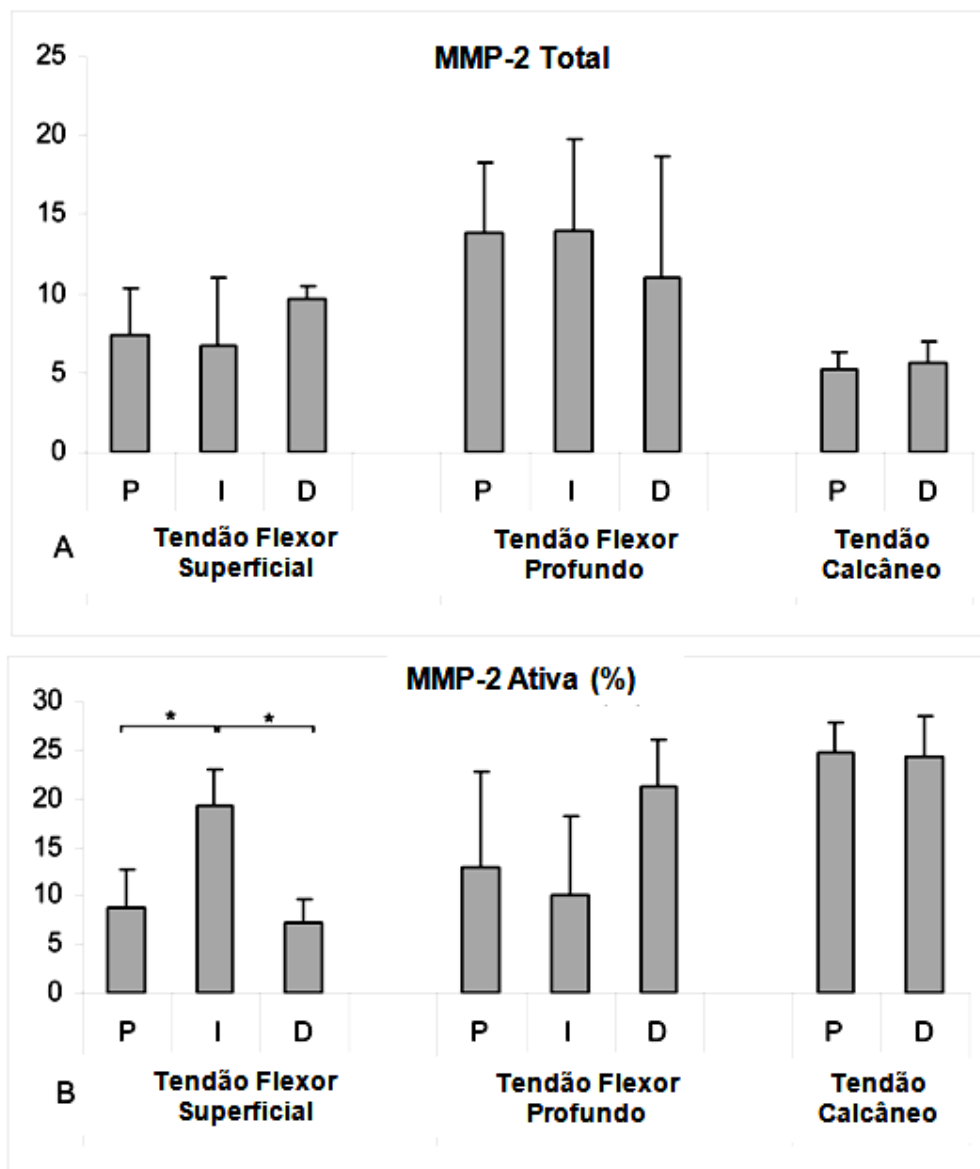 MMP-2 Total
25
20
15
10
5
0
P I D P I D P D
A
Tendão Flexor Superficial
Tendão Flexor Profundo
Tendão Calcâneo
MMP-2 Ativa (%)
30
25
20
15
10
5
0
* *
P I D P I D P D
B
Tendão Flexor Superficial
Tendão Flexor Profundo
Tendão Calcâneo